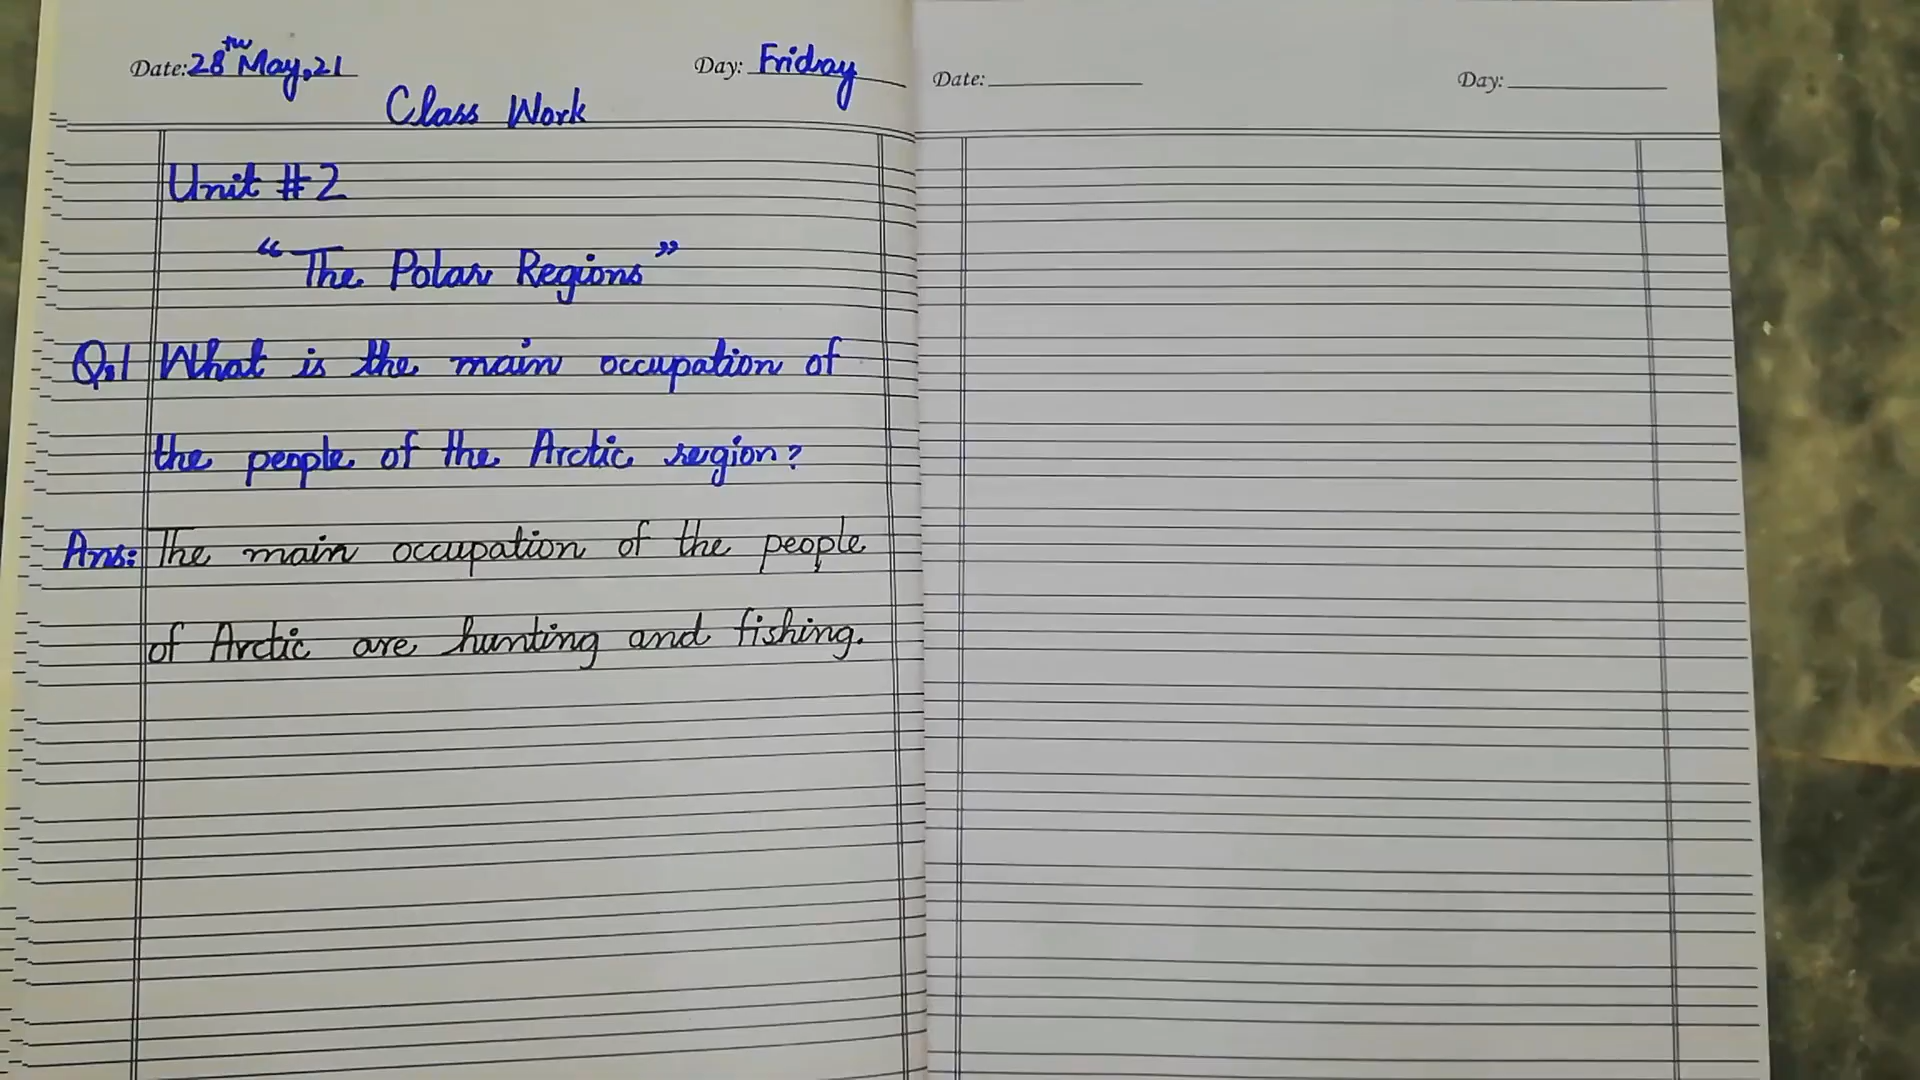 Date: 28th May, 21 Day: Friday
Class Work
Unit #2
"The Polar Regions"
Q.1 What is the main occupation of
the people of the Arctic region?
Ans: The main occupation of the people
of Arctic are hunting and fishing.
Date: Day: